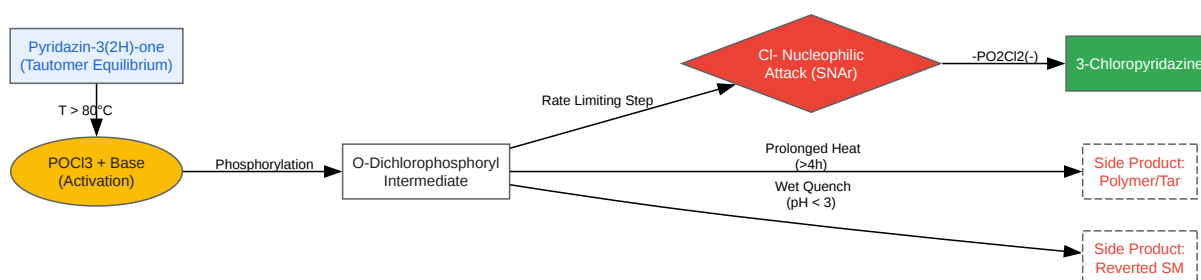 Pyridazin-3(2H)-one
(Tautomer Equilibrium)
T > 80°C
POCl3 + Base
(Activation)
Phosphorylation
O-Dichlorophosphoryl
Intermediate
Rate Limiting Step
Cl- Nucleophilic
Attack (SNAr)
-PO2Cl2(-)
3-Chloropyridazine
Prolonged Heat
(>4h)
Side Product:
Polymer/Tar
Wet Quench
(pH < 3)
Side Product:
Reverted SM